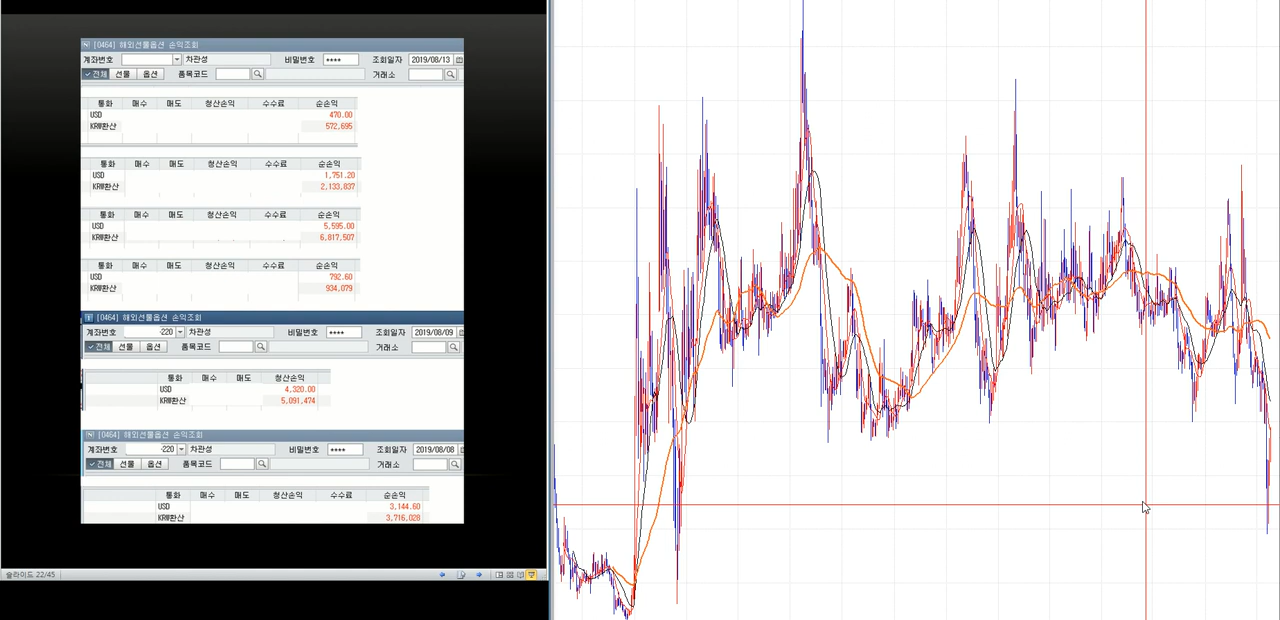 [0464] 해외선물옵션 손익조회
계좌번호 차관성 비밀번호 **** 조회일자 2019/08/13
전체 선물 옵션 품목코드 거래소
통화 매수 매도 청산손익 수수료 순손익
USD 470.00
KRW환산 572,695
통화 매수 매도 청산손익 수수료 순손익
USD 1,751.20
KRW환산 2,133,837
통화 매수 매도 청산손익 수수료 순손익
USD 5,595.00
KRW환산 6,817,507
통화 매수 매도 청산손익 수수료 순손익
USD 792.60
KRW환산 934,079
[0464] 해외선물옵션 손익조회
계좌번호 -220 차관성 비밀번호 **** 조회일자 2019/08/09
전체 선물 옵션 품목코드 거래소
통화 매수 매도 청산손익
USD 4,320.00
KRW환산 5,091,474
[0464] 해외선물옵션 손익조회
계좌번호 -220 차관성 비밀번호 **** 조회일자 2019/08/08
전체 선물 옵션 품목코드 거래소
통화 매수 매도 청산손익 수수료 순손익
USD 3,144.60
KRW환산 3,716,028
슬라이드 22/45